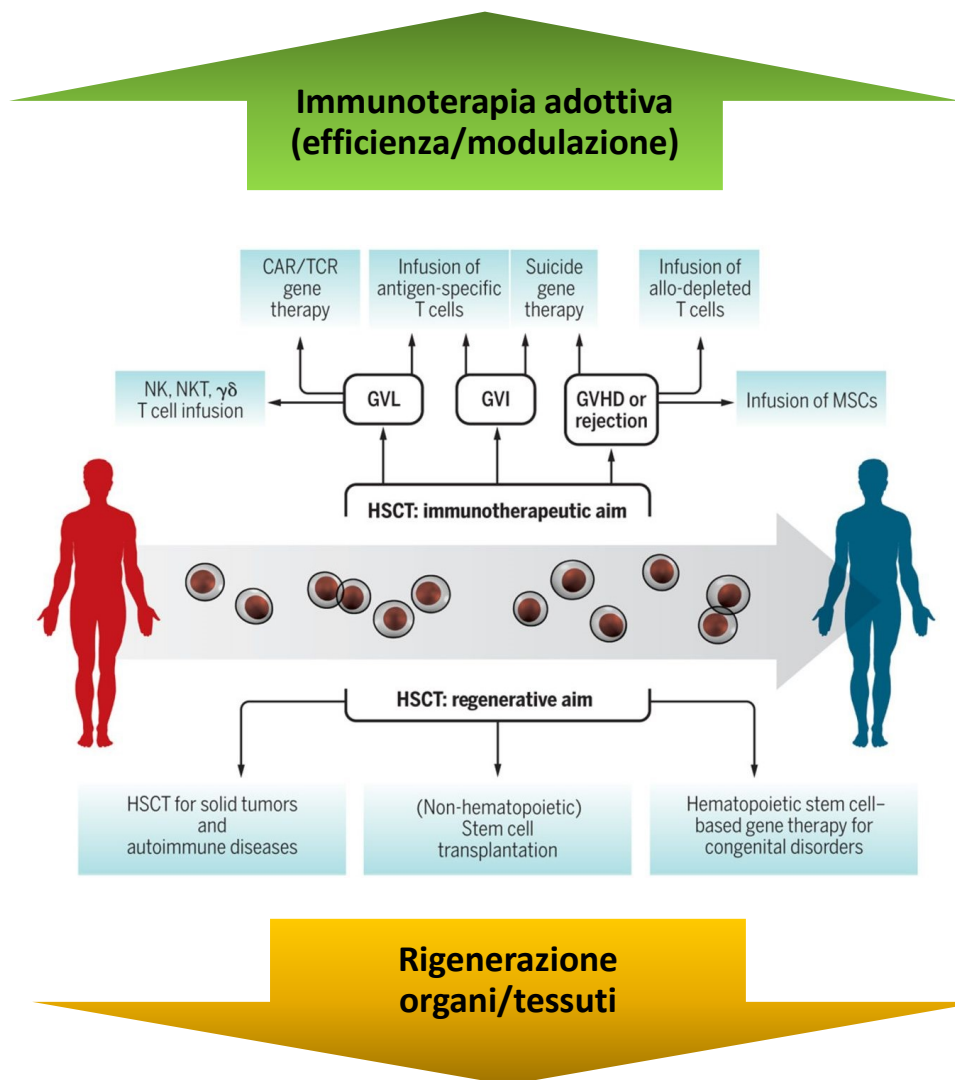 Immunoterapia adottiva
(efficienza/modulazione)
CAR/TCR
gene
therapy
Infusion of
antigen-specific
T cells
Suicide
gene
therapy
Infusion of
allo-depleted
T cells
NK, NKT, γδ
T cell infusion
GVL
GVI
GVHD or
rejection
Infusion of MSCs
HSCT: immunotherapeutic aim
HSCT: regenerative aim
HSCT for solid tumors
and
autoimmune diseases
(Non-hematopoietic)
Stem cell
transplantation
Hematopoietic stem cell–
based gene therapy for
congenital disorders
Rigenerazione
organi/tessuti